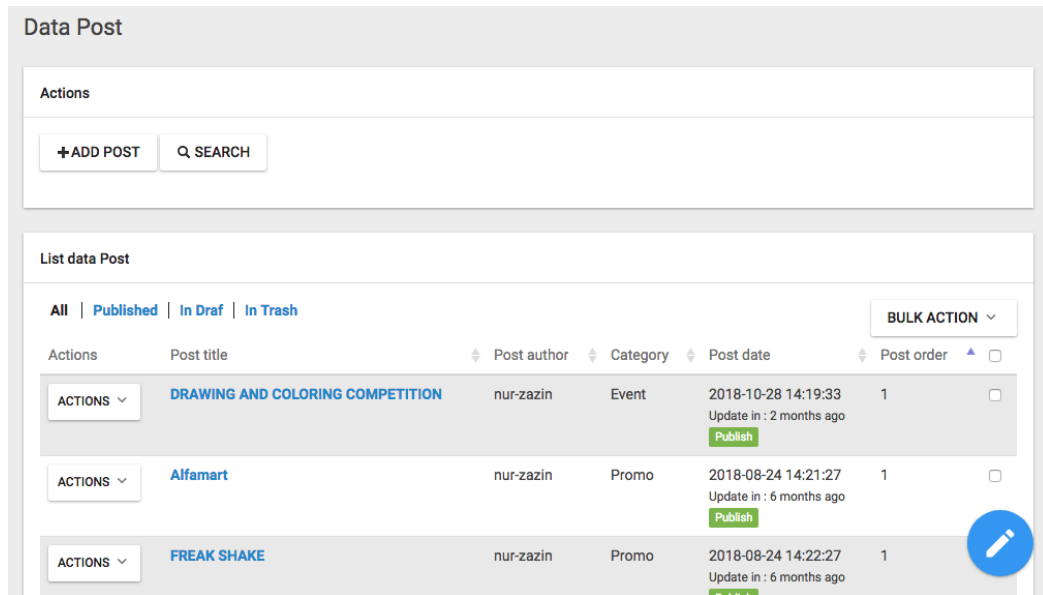 Data Post
Actions
+ADD POST SEARCH
List data Post
All | Published | In Draf | In Trash
BULK ACTION
Actions Post title Post author Category Post date Post order
ACTIONS DRAWING AND COLORING COMPETITION nur-zazin Event 2018-10-28 14:19:33 1
Update in : 2 months ago
Publish
ACTIONS Alfamart nur-zazin Promo 2018-08-24 14:21:27 1
Update in : 6 months ago
Publish
ACTIONS FREAK SHAKE nur-zazin Promo 2018-08-24 14:22:27 1
Update in : 6 months ago